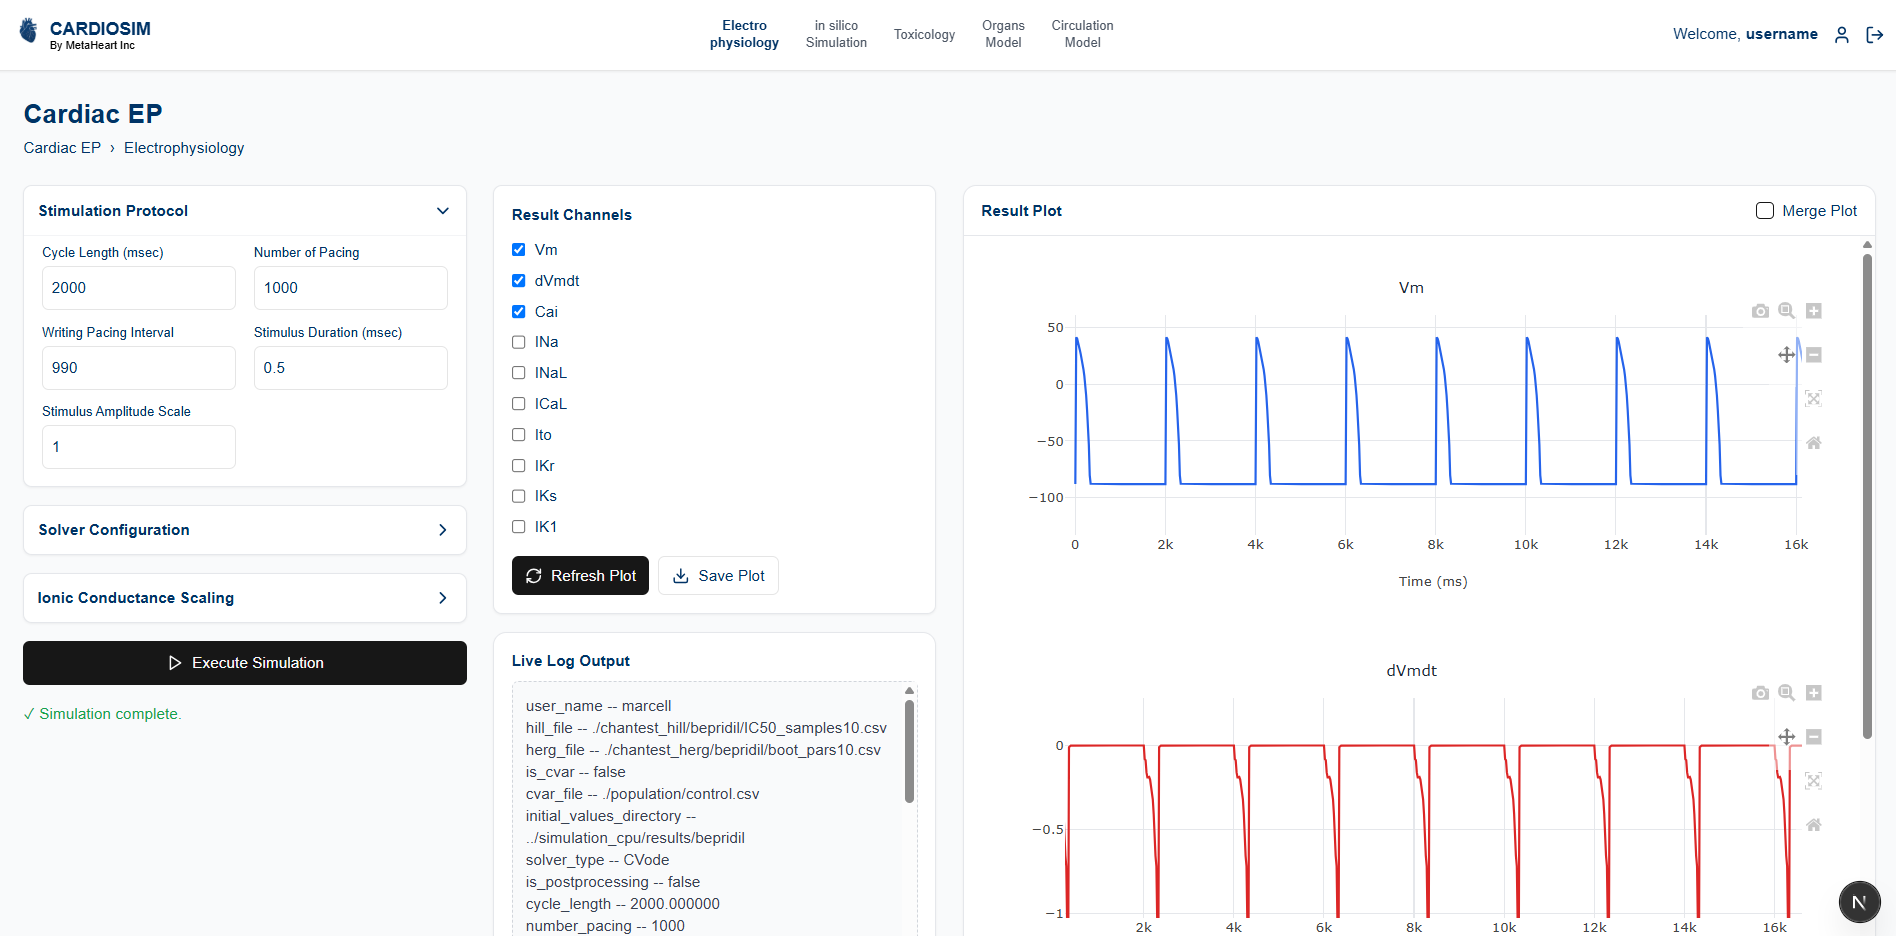 CARDIOSIM
By MetaHeart Inc
Electro
physiology
in silico
Simulation
Toxicology
Organs
Model
Circulation
Model
Welcome, username
Cardiac EP
Cardiac EP › Electrophysiology
Stimulation Protocol
Cycle Length (msec)
Number of Pacing
2000
1000
Writing Pacing Interval
Stimulus Duration (msec)
990
0.5
Stimulus Amplitude Scale
1
Solver Configuration
Ionic Conductance Scaling
Execute Simulation
✓ Simulation complete.
Result Channels
Vm
dVmdt
Cai
INa
INaL
ICaL
Ito
IKr
IKs
IK1
Refresh Plot
Save Plot
Live Log Output
user_name -- marcell
hill_file -- ./chantest_hill/bepridil/IC50_samples10.csv
herg_file -- ./chantest_herg/bepridil/boot_pars10.csv
is_cvar -- false
cvar_file -- ./population/control.csv
initial_values_directory --
../simulation_cpu/results/bepridil
solver_type -- CVode
is_postprocessing -- false
cycle_length -- 2000.000000
number_pacing -- 1000
Result Plot
Merge Plot
Vm
50
0
−50
−100
0 2k 4k 6k 8k 10k 12k 14k 16k
Time (ms)
dVmdt
0
−0.5
−1
2k 4k 6k 8k 10k 12k 14k 16k
N